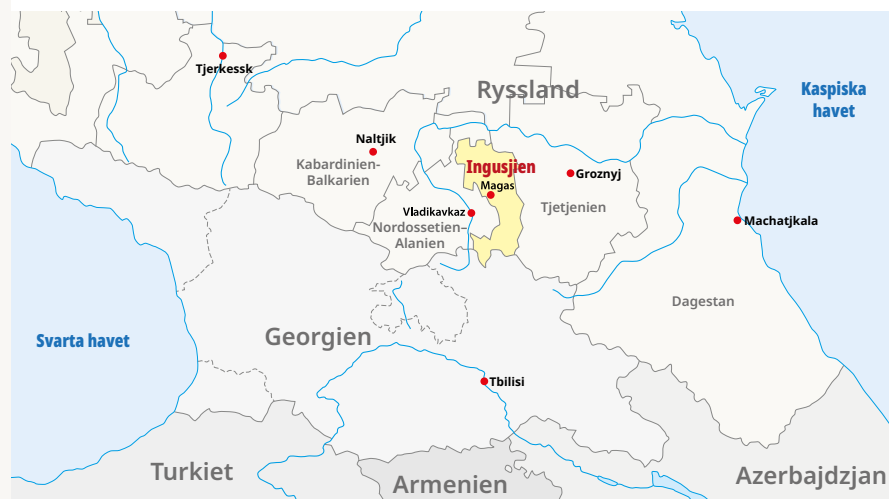 Tjerkessk
Ryssland
Kaspiska
havet
Naltjik
Kabardinien-
Balkarien
Ingusjien
Magas
Groznyj
Tjetjenien
Vladikavkaz
Nordossetien–
Alanien
Machatjkala
Dagestan
Svarta havet
Georgien
Tbilisi
Turkiet
Armenien
Azerbajdzjan